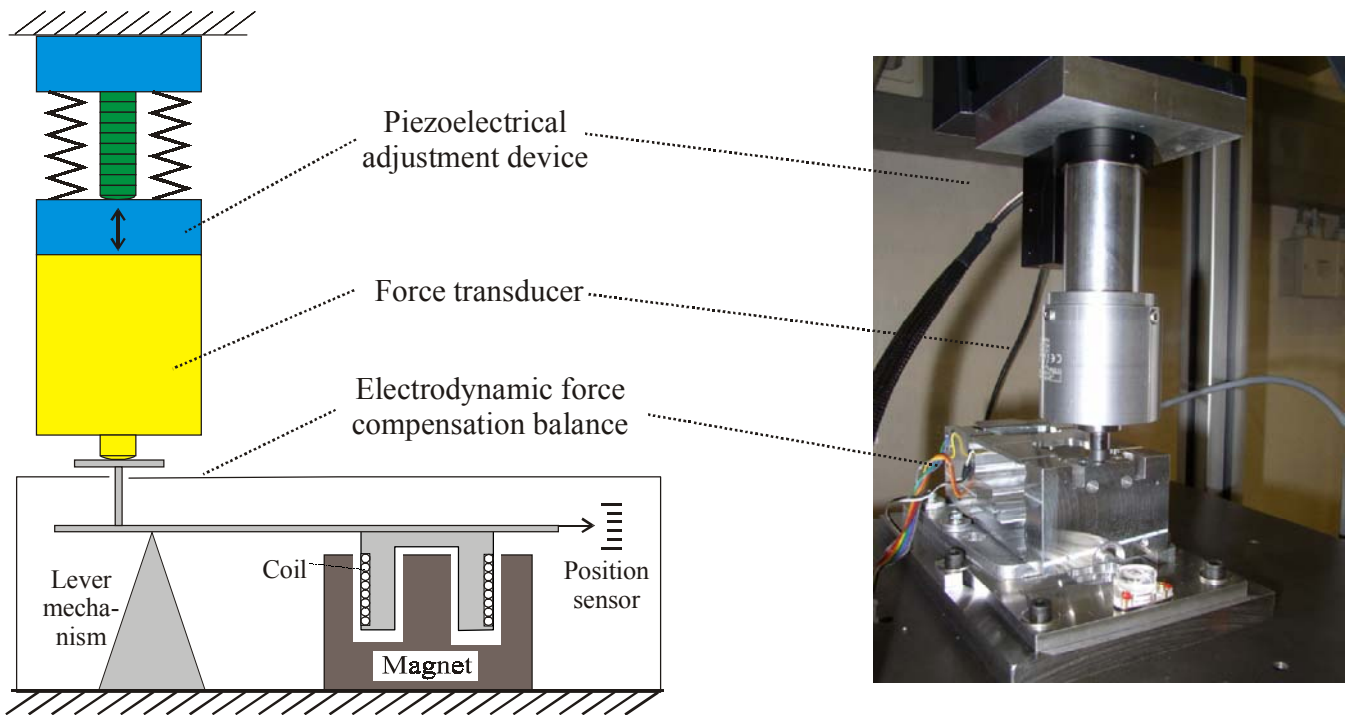 Piezoelectrical
adjustment device
Force transducer
Electrodynamic force
compensation balance
Coil
Lever
mecha-
nism
Position
sensor
Magnet